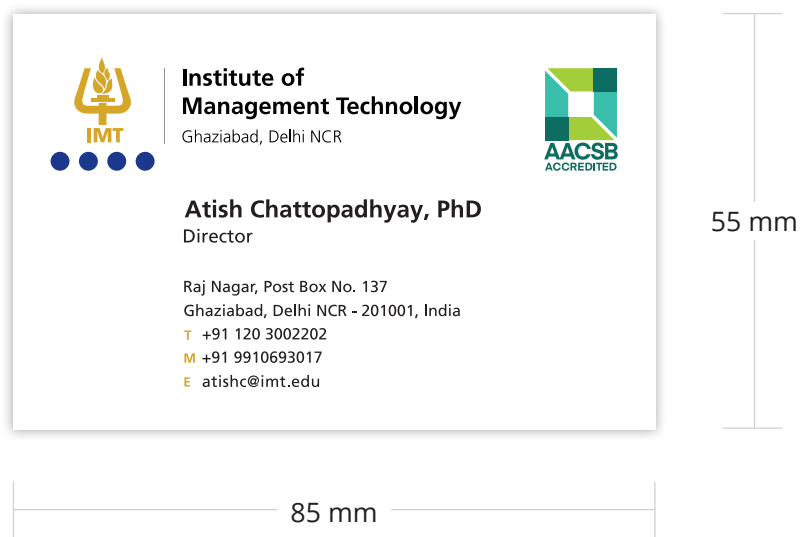 Institute of
Management Technology
Ghaziabad, Delhi NCR
IMT
AACSB
ACCREDITED
Atish Chattopadhyay, PhD
Director
Raj Nagar, Post Box No. 137
Ghaziabad, Delhi NCR - 201001, India
T +91 120 3002202
M +91 9910693017
E atishc@imt.edu
55 mm
85 mm